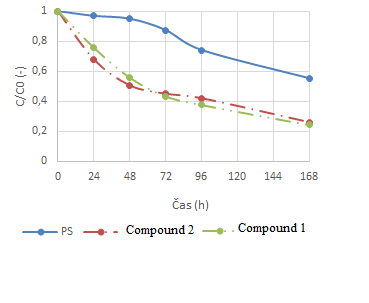 1
0,8
0,6
0,4
0,2
0
C/C0 (-)
0 24 48 72 96 120 144 168
Čas (h)
PS Compound 2 Compound 1